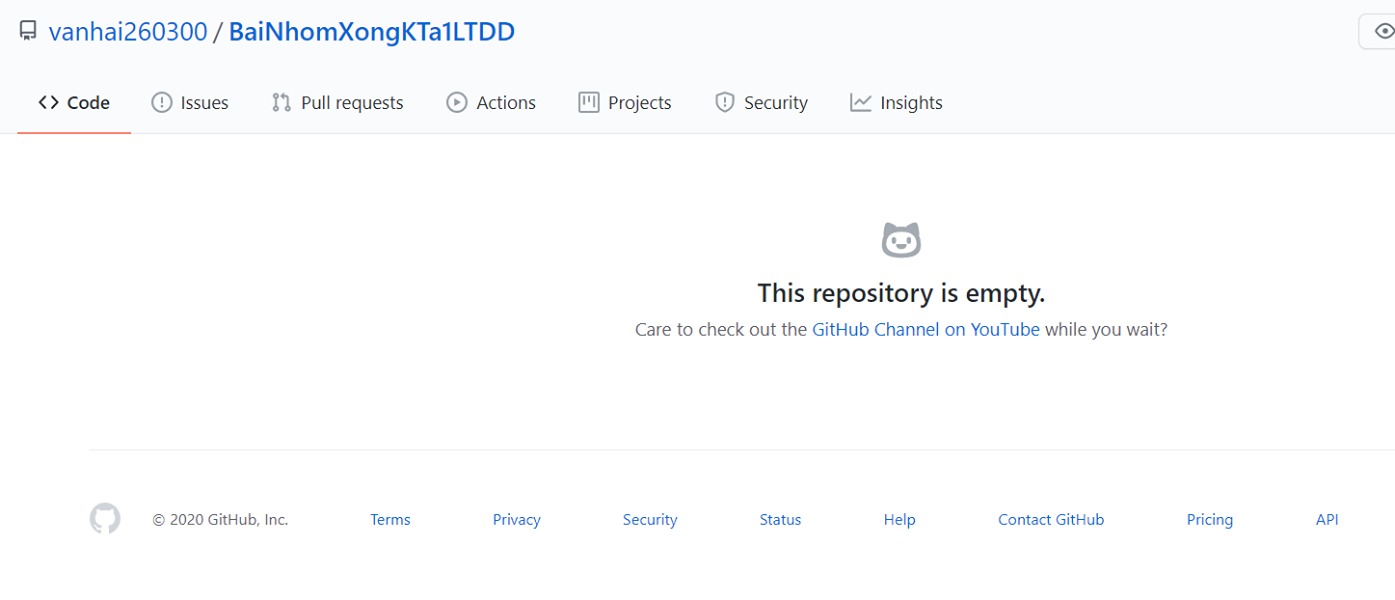 vanhai260300 / BaiNhomXongKTa1LTDD
Code Issues Pull requests Actions Projects Security Insights
This repository is empty.
Care to check out the GitHub Channel on YouTube while you wait?
© 2020 GitHub, Inc. Terms Privacy Security Status Help Contact GitHub Pricing API